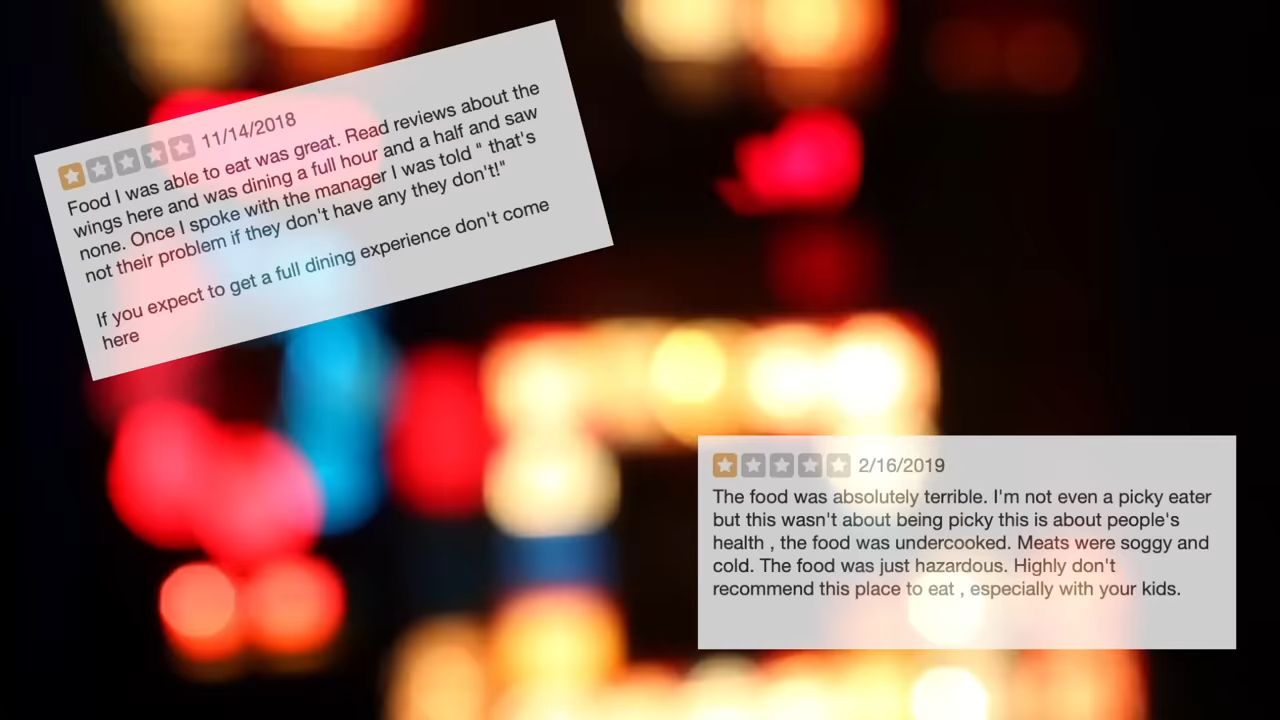 11/14/2018
Food I was able to eat was great. Read reviews about the
wings here and was dining a full hour and a half and saw
none. Once I spoke with the manager I was told " that's
not their problem if they don't have any they don't!"
If you expect to get a full dining experience don't come
here
2/16/2019
The food was absolutely terrible. I'm not even a picky eater
but this wasn't about being picky this is about people's
health , the food was undercooked. Meats were soggy and
cold. The food was just hazardous. Highly don't
recommend this place to eat , especially with your kids.